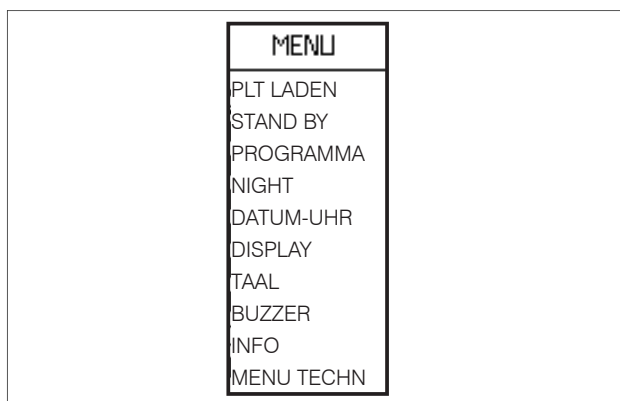 MENU
PLT LADEN
STAND BY
PROGRAMMA
NIGHT
DATUM-UHR
DISPLAY
TAAL
BUZZER
INFO
MENU TECHN